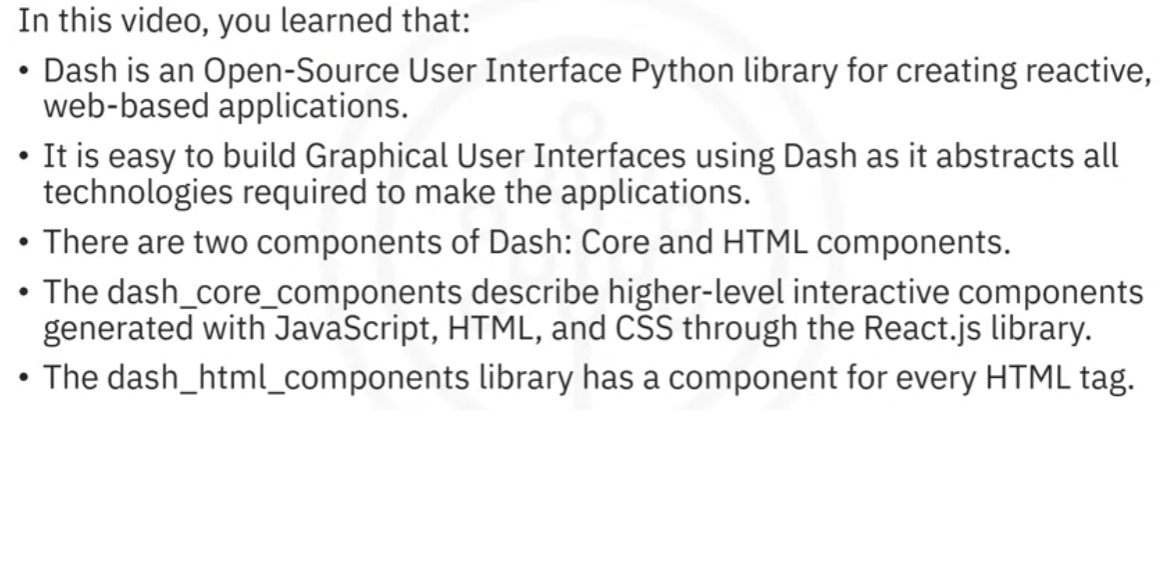 In this video, you learned that:
• Dash is an Open-Source User Interface Python library for creating reactive,
web-based applications.
• It is easy to build Graphical User Interfaces using Dash as it abstracts all
technologies required to make the applications.
• There are two components of Dash: Core and HTML components.
• The dash_core_components describe higher-level interactive components
generated with JavaScript, HTML, and CSS through the React.js library.
• The dash_html_components library has a component for every HTML tag.